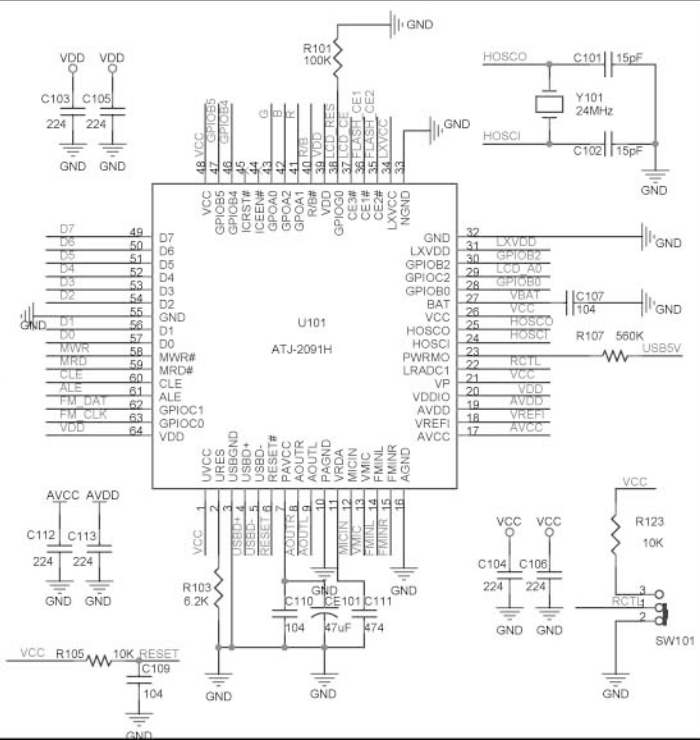 GND
R101
100K
HOSCO
C101 15pF
VDD VDD
C103 C105
224 224
GND GND
Y101
24MHz
HOSCI
C102 15pF
GND
GND
VCC GPIOB5 GPIOB4 G B R R/B VDD LCD_RES LCD_CE FLASH_CE1 FLASH_CE2 LXVCC
48 47 46 45 44 43 42 41 40 39 38 37 36 35 34 33
VCC GPIOB5 GPIOB4 ICRST# ICEEN# GPOA0 GPOA2 GPOA1 R/B# VDD GPIOG0 CE3# CE1# CE2# LXVCC NGND
D7 49 D7
D6 50 D6
D5 51 D5
D4 52 D4
D3 53 D3
D2 54 D2
GND 55 GND
D1 56 D1
D0 57 D0
MWR 58 MWR#
MRD 59 MRD#
CLE 60 CLE
ALE 61 ALE
FM_DAT 62 GPIOC1
FM_CLK 63 GPIOC0
VDD 64 VDD
U101
ATJ-2091H
GND 32 GND
LXVDD 31 LXVDD
GPIOB2 30 GPIOB2
GPIOC2 29 LCD_A0
GPIOB0 28 GPIOB0
BAT 27 VBAT C107 104 GND
VCC 26 VCC
HOSCO 25 HOSCO
HOSCI 24 HOSCI R107 560K
PWRMO 23 USB5V
LRADC1 22 RCTL
VP 21 VCC
VDDIO 20 VDD
AVDD 19 AVDD
VREFI 18 VREFI
AVCC 17 AVCC
UVCC URES USBGND USBD+ USBD- RESET# PAVCC AOUTR AOUTL PAGND VRDA MICIN VMIC FMINL FMINR AGND
1 2 3 4 5 6 7 8 9 10 11 12 13 14 15 16
VCC USBD+ USBD- RESET AOUTR AOUTL MICIN VMIC FMINL FMINR
AVCC AVDD
C112 C113
224 224
GND GND
R103
6.2K
GND GND
C110 CE101 C111
104 47uF 474
GND GND
VCC R105 10K RESET
C109
104
GND
VCC VCC
C104 C106
224 224
GND GND
VCC
R123
10K
3
RCTL 1
2
SW101
GND